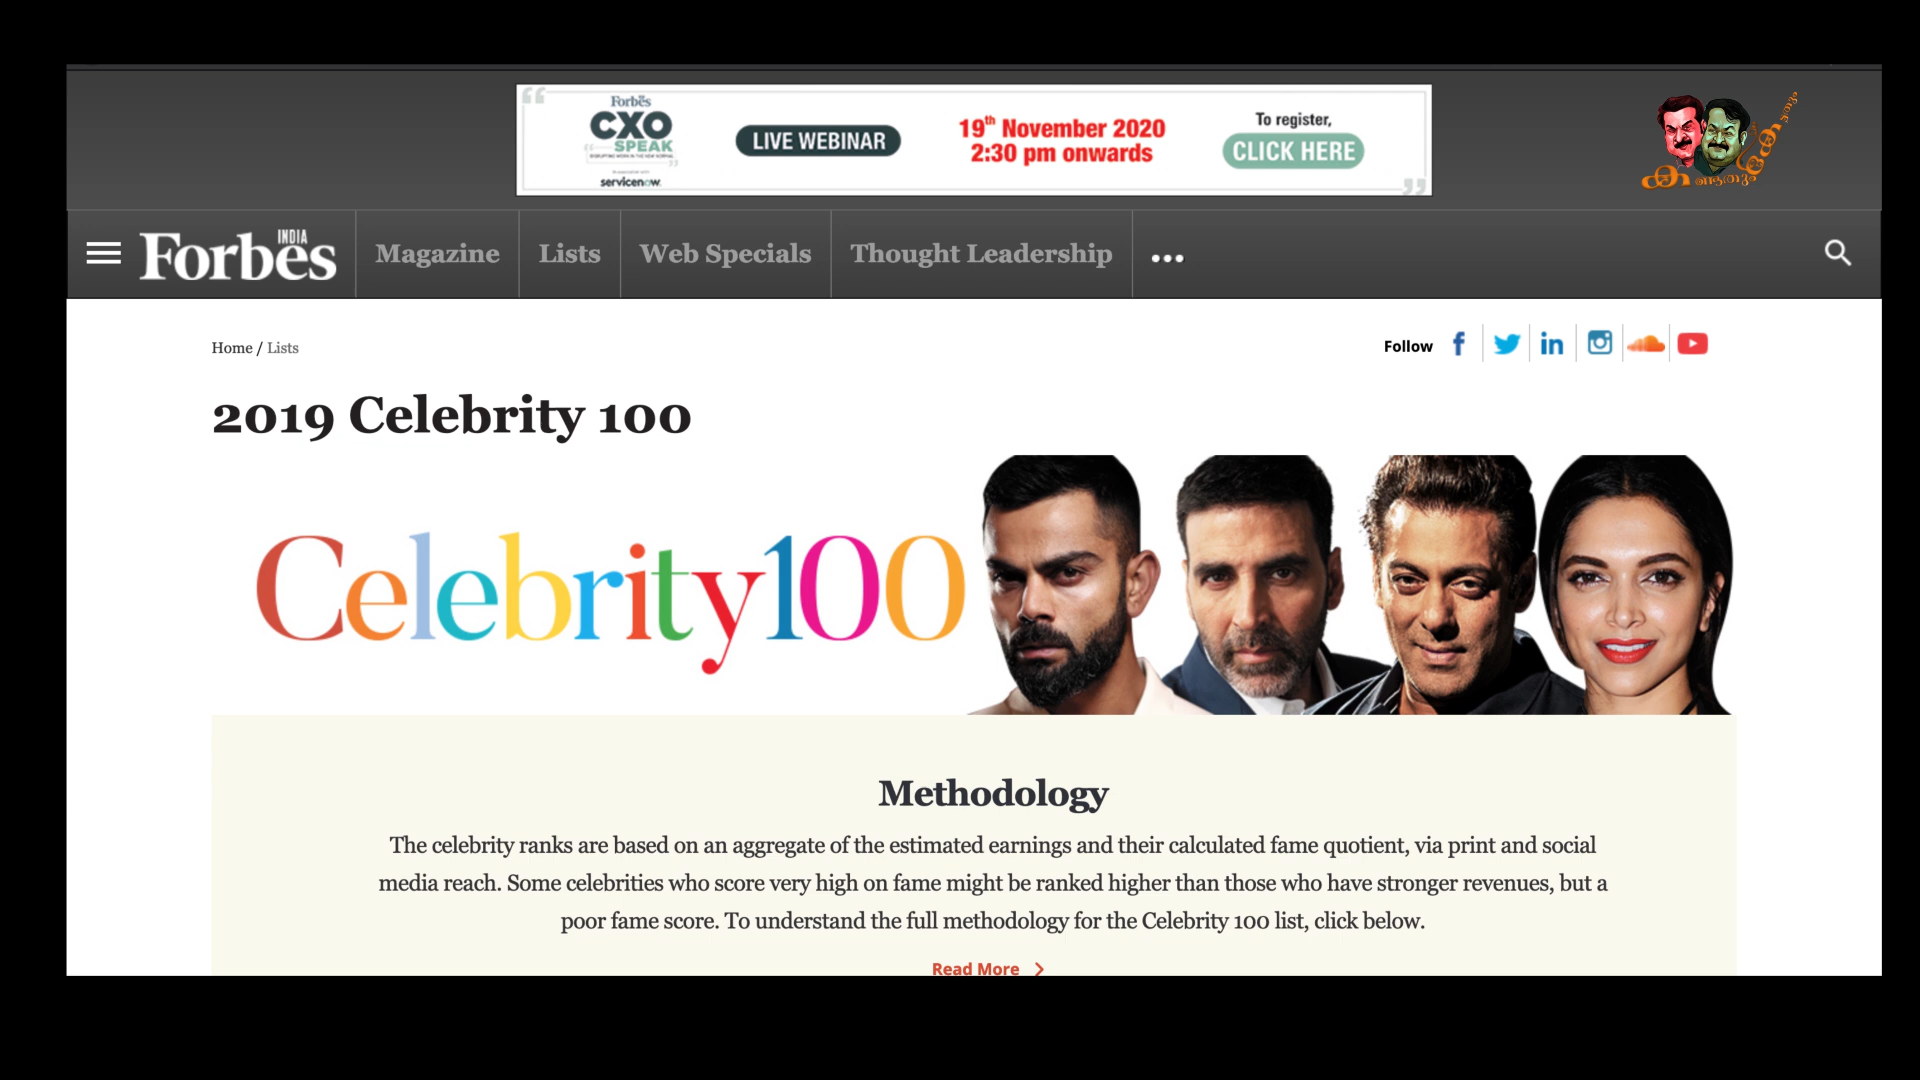 Forbes
CXO
SPEAK
servicenow
LIVE WEBINAR
19th November 2020
2:30 pm onwards
To register,
CLICK HERE
Forbes
INDIA
Magazine
Lists
Web Specials
Thought Leadership
Home / Lists
Follow
2019 Celebrity 100
Celebrity100
Methodology
The celebrity ranks are based on an aggregate of the estimated earnings and their calculated fame quotient, via print and social
media reach. Some celebrities who score very high on fame might be ranked higher than those who have stronger revenues, but a
poor fame score. To understand the full methodology for the Celebrity 100 list, click below.
Read More